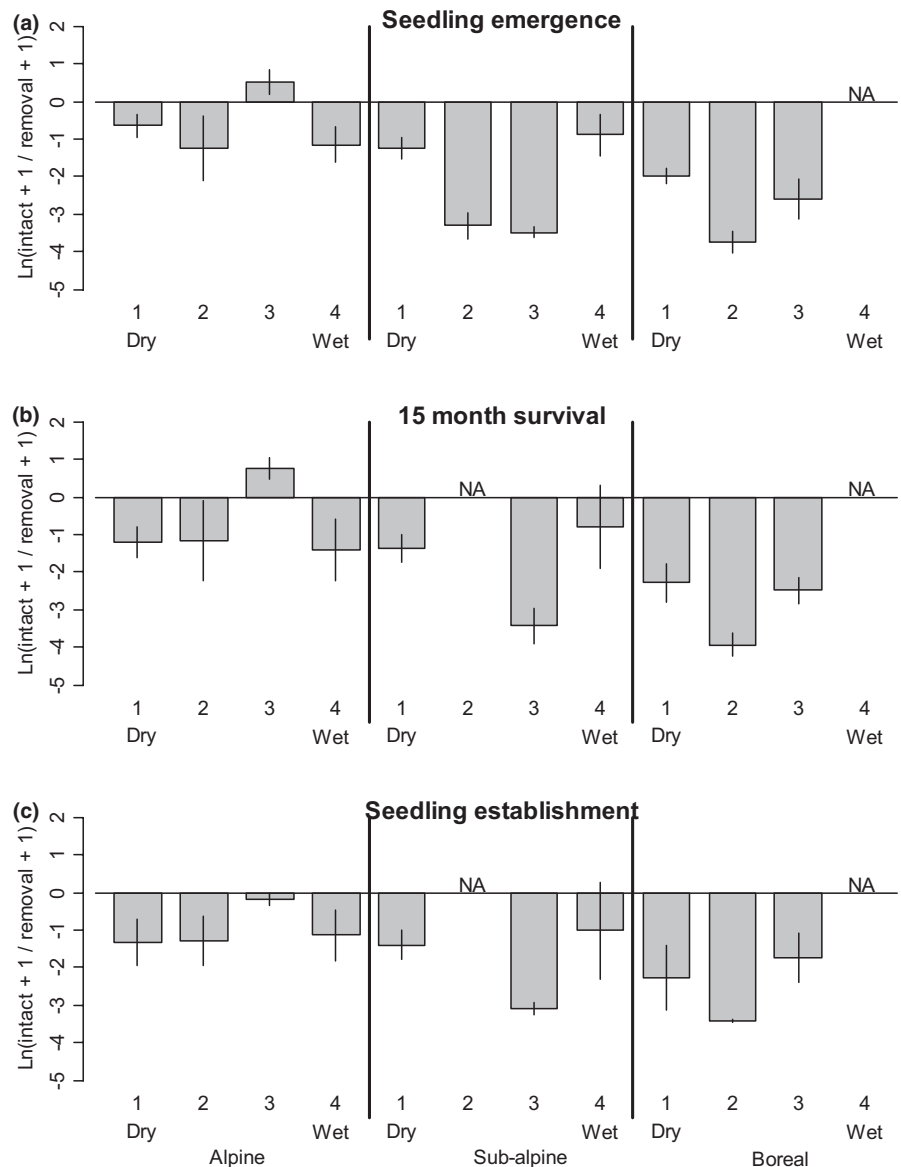 (a)
Seedling emergence
Ln(intact + 1 / removal + 1)
2
1
0
-1
-2
-3
-4
-5
NA
1 2 3 4 1 2 3 4 1 2 3 4
Dry Wet Dry Wet Dry Wet
(b)
15 month survival
Ln(intact + 1 / removal + 1)
2
1
0
-1
-2
-3
-4
-5
NA NA
1 2 3 4 1 2 3 4 1 2 3 4
Dry Wet Dry Wet Dry Wet
(c)
Seedling establishment
Ln(intact + 1 / removal + 1)
2
1
0
-1
-2
-3
-4
-5
NA NA
1 2 3 4 1 2 3 4 1 2 3 4
Dry Wet Dry Wet Dry Wet
Alpine Sub-alpine Boreal